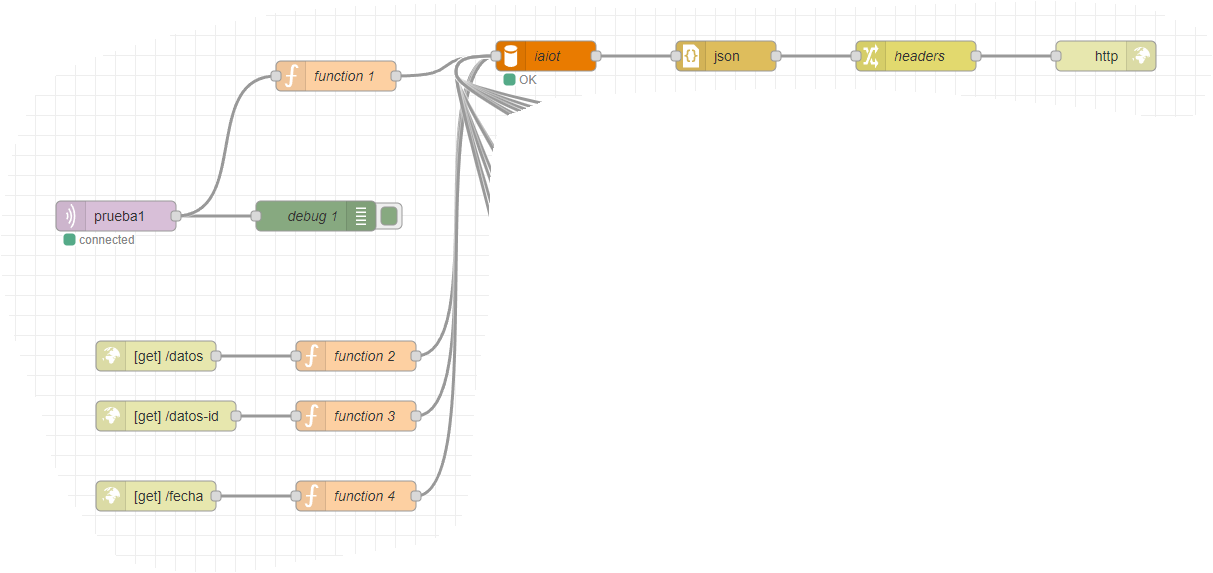 iaiot
json
headers
http
function 1
OK
prueba1
debug 1
connected
[get] /datos
function 2
[get] /datos-id
function 3
[get] /fecha
function 4